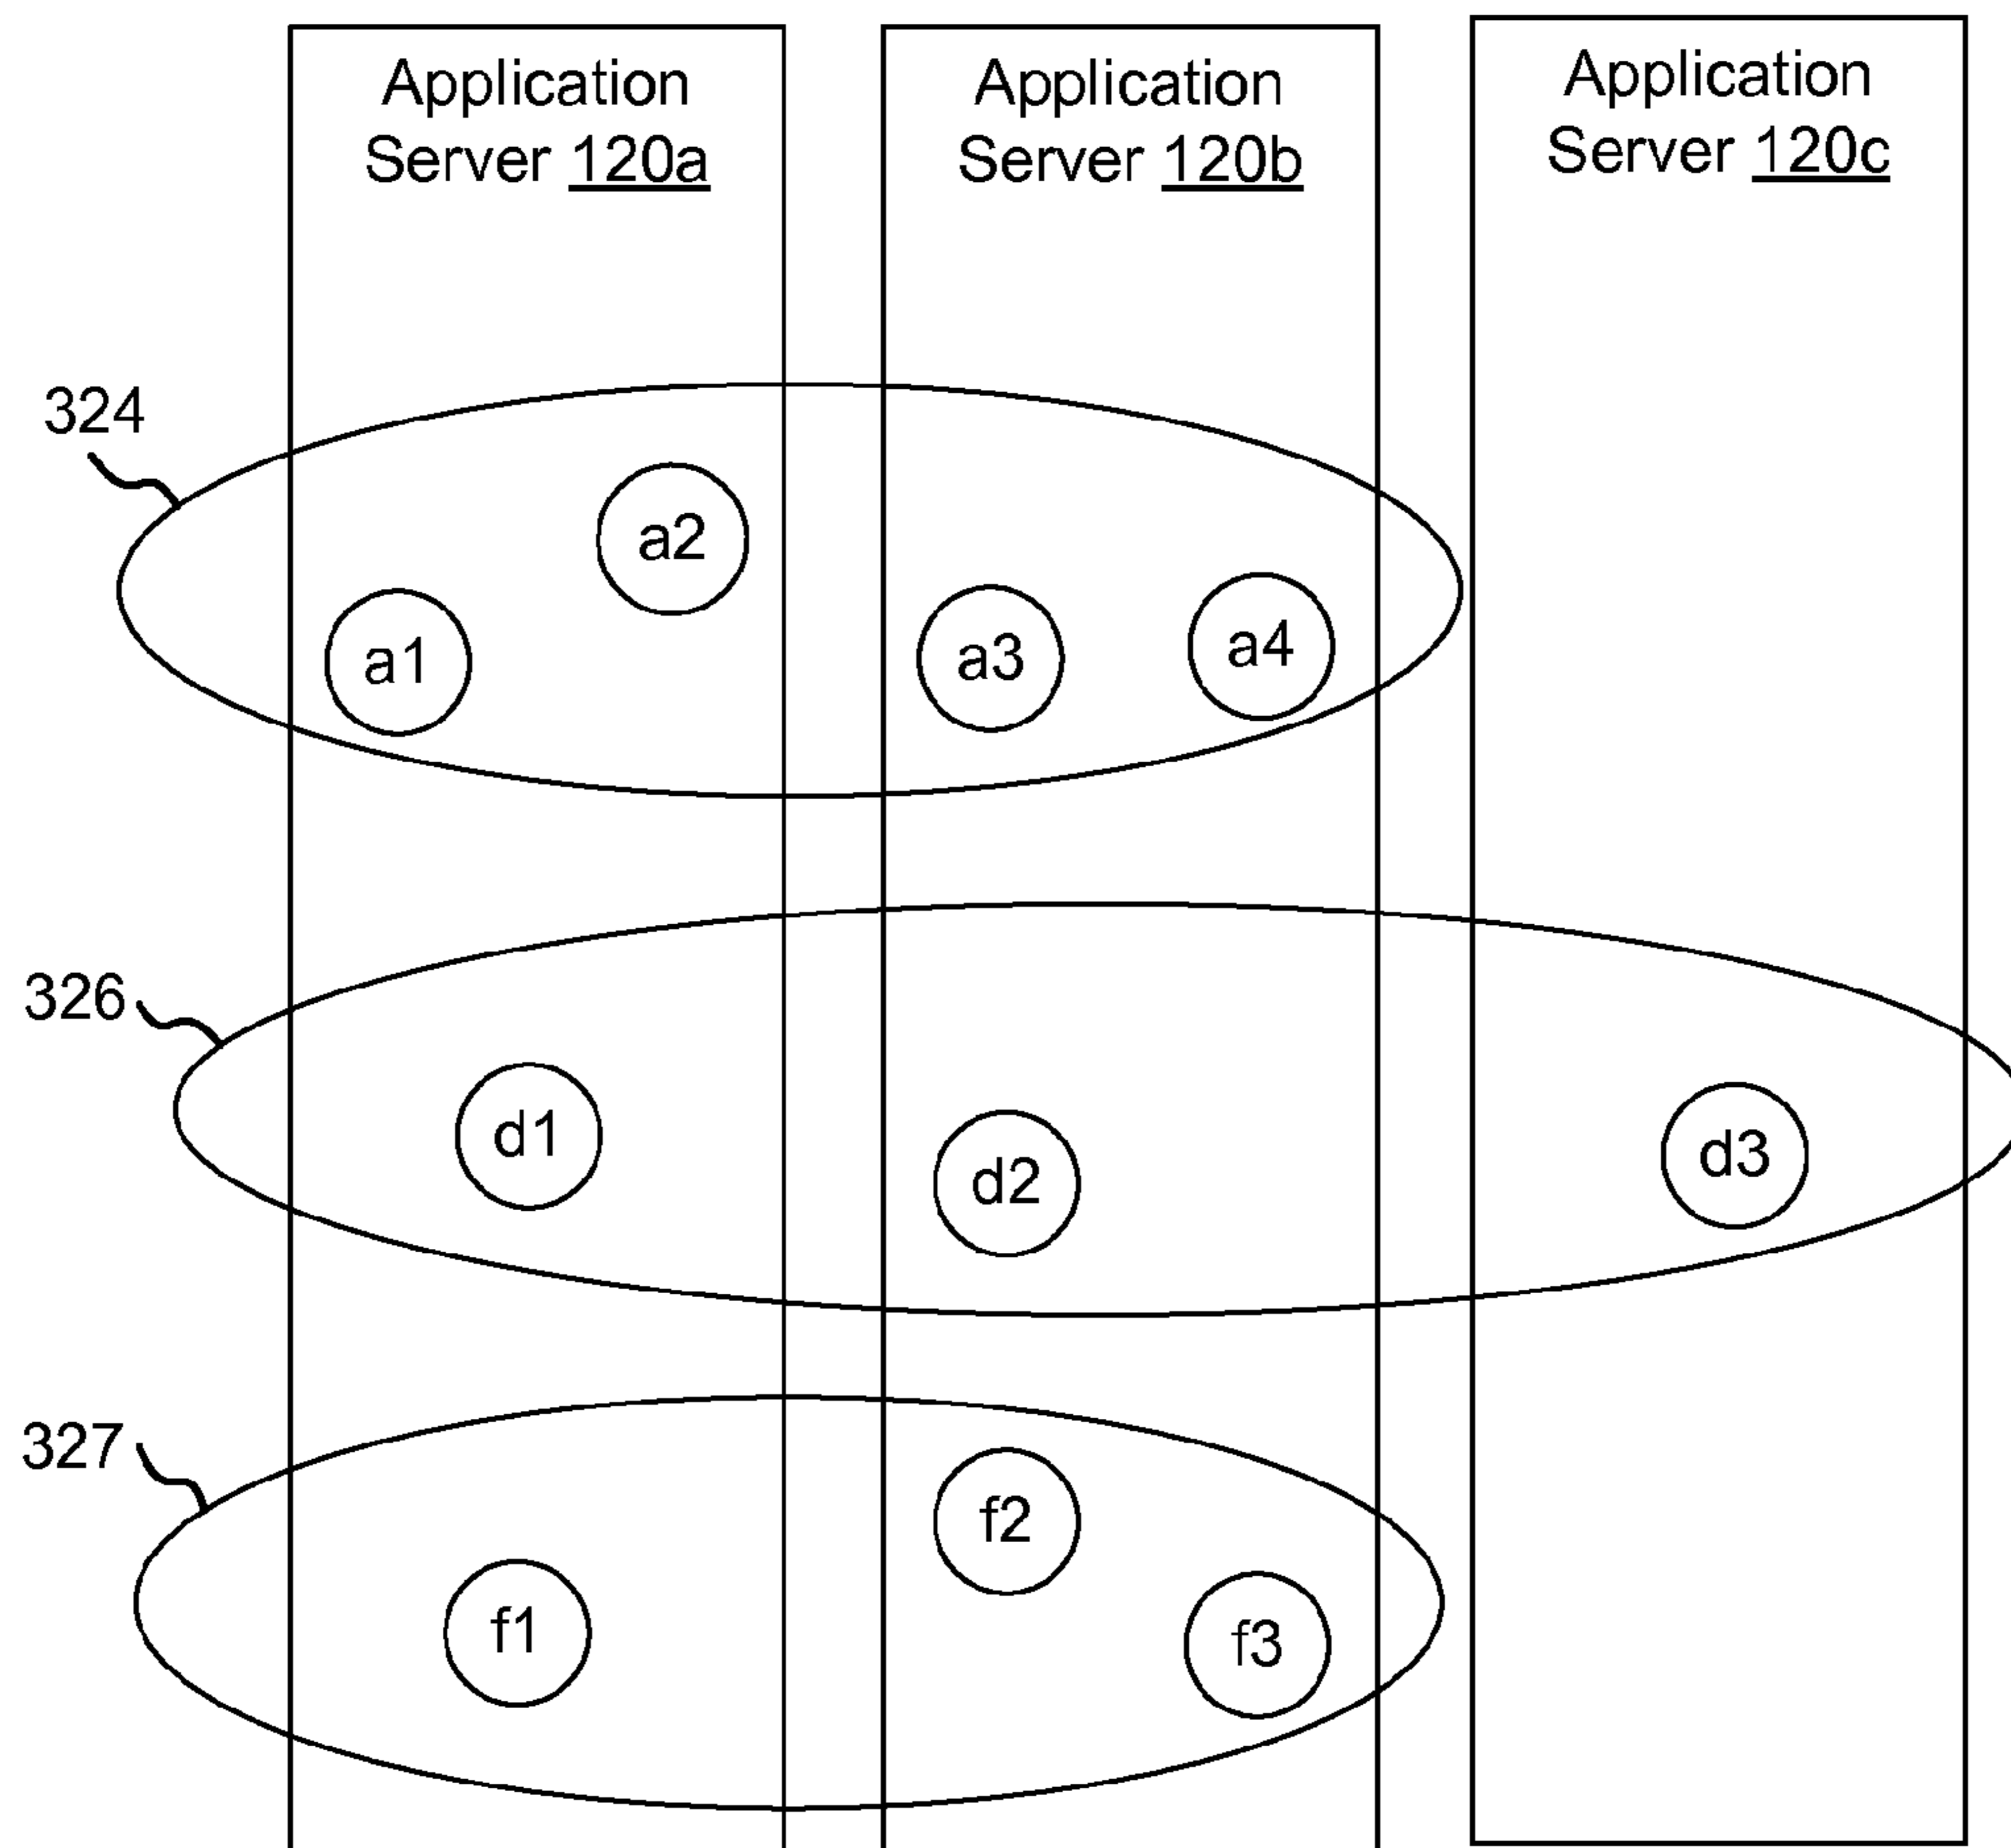 Application
Server 120a
Application
Server 120b
Application
Server 120c
324
a2
a1
a3
a4
326
d1
d2
d3
327
f2
f1
f3